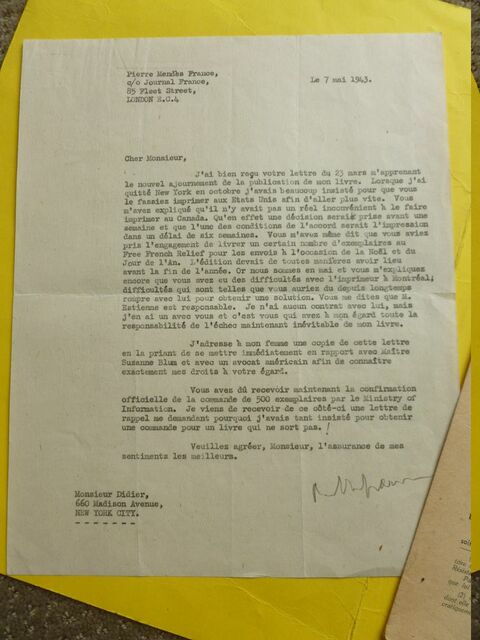 Pierre Mendès France,
c/o Journal France,
85 Fleet Street,
LONDON E.C.4
Le 7 mai 1943.
Cher Monsieur,
J'ai bien reçu votre lettre du 23 mars m'apprenant
le nouvel ajournement de la publication de mon livre. Lorsque j'ai
quitté New York en octobre j'avais beaucoup insisté pour que vous
le fassiez imprimer aux Etats Unis afin d'aller plus vite. Vous
m'avez expliqué qu'il n'y avait pas un réel inconvénient à le faire
imprimer au Canada. Qu'en effet une décision serait prise avant une
semaine et que l'une des conditions de l'accord serait l'impression
dans un délai de six semaines. Vous m'avez même dit que vous aviez
pris l'engagement de livrer un certain nombre d'exemplaires au
Free French Relief pour les envois à l'occasion de la Noël et du
Jour de l'An. L'édition devait de toutes manières avoir lieu
avant la fin de l'année. Or nous sommes en mai et vous m'expliquez
encore que vous avez eu des difficultés avec l'imprimeur à Montréal;
difficultés qui sont telles que vous auriez du depuis longtemps
rompre avec lui pour obtenir une solution. Vous me dites que M.
Estienne est responsable. Je n'ai aucun contrat avec lui, mais
j'en ai un avec vous et c'est vous qui avez à mon égard toute la
responsabilité de l'échec maintenant inévitable de mon livre.
J'adresse à mon femme une copie de cette lettre
en la priant de se mettre immédiatement en rapport avec Maître
Suzanne Blum et avec un avocat américain afin de connaître
exactement mes droits à votre égard.
Vous avez dû recevoir maintenant la confirmation
officielle de la commande de 500 exemplaires par le Ministry of
Information. Je viens de recevoir de ce côté-ci une lettre de
rappel me demandant pourquoi j'avais tant insisté pour obtenir
une commande pour un livre qui ne sort pas. !
Veuillez agréer, Monsieur, l'assurance de mes
sentiments les meilleurs.
Monsieur Didier,
660 Madison Avenue,
NEW YORK CITY.
- - - - - - -
soin
Résist
que loi
(2)
dont elle